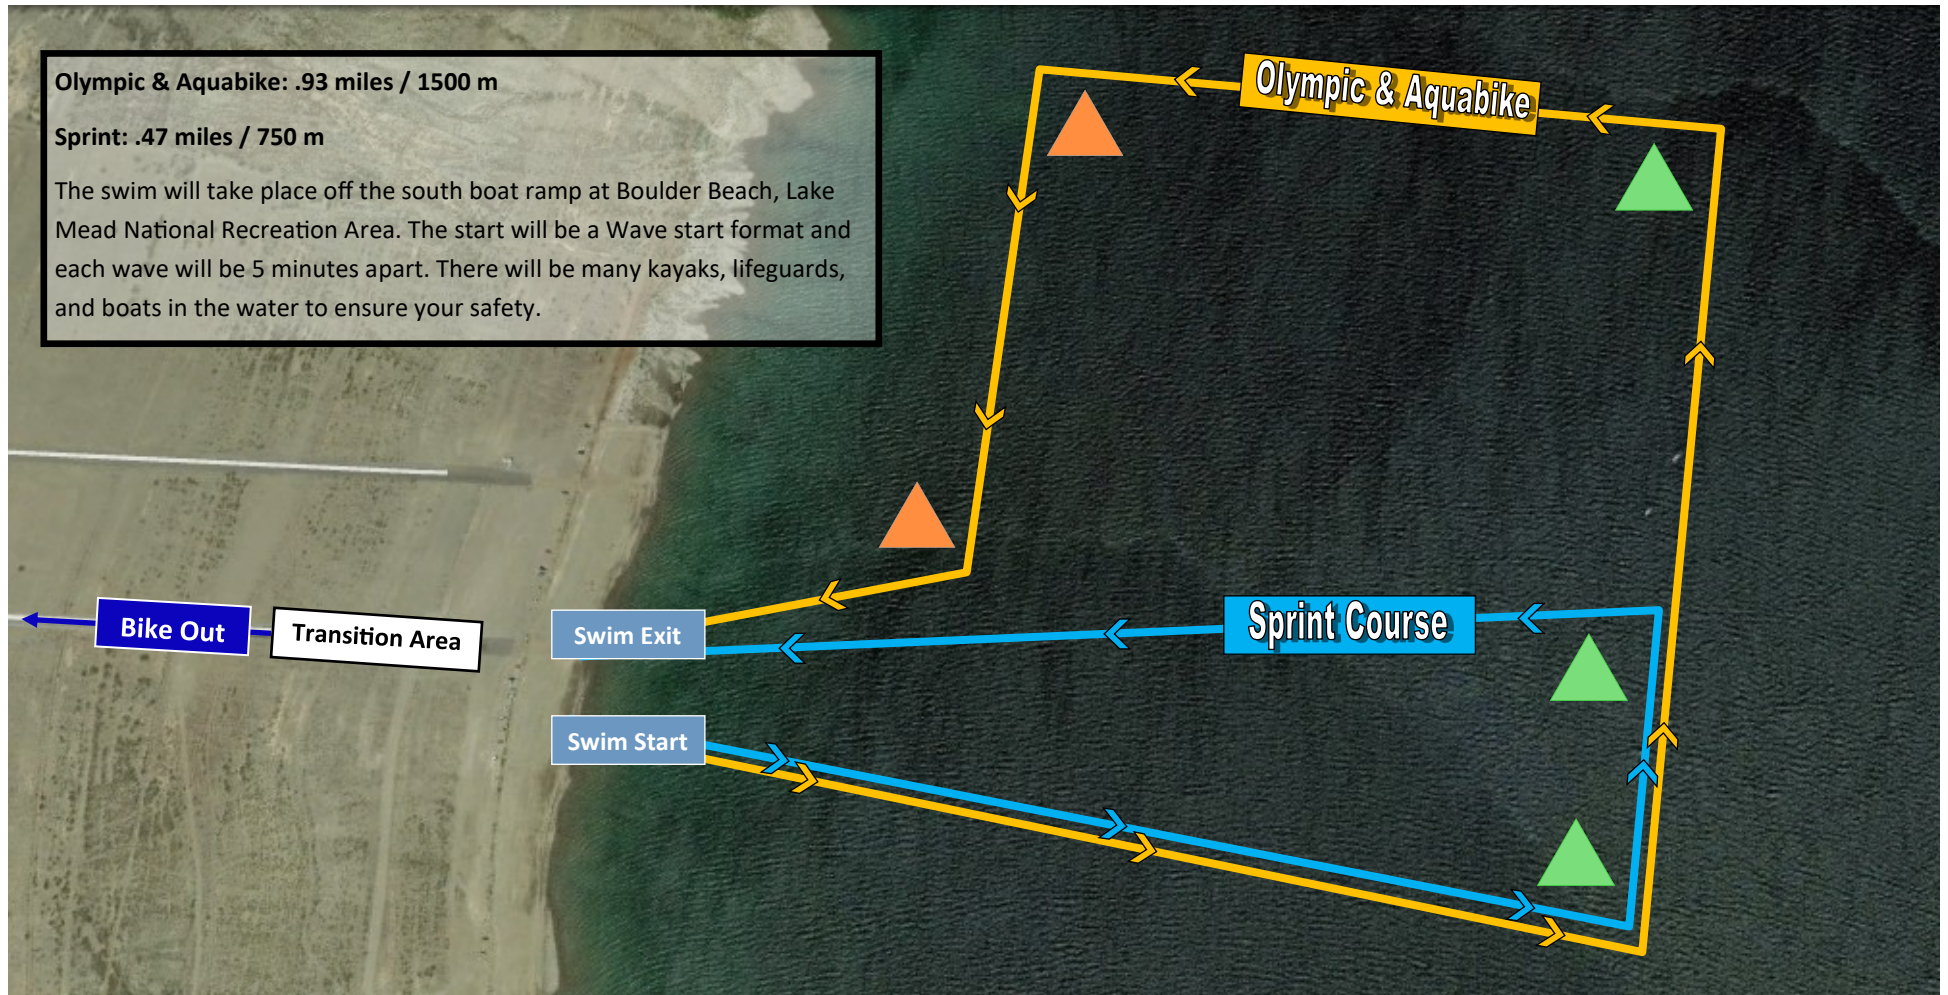 Olympic & Aquabike: .93 miles / 1500 m
Sprint: .47 miles / 750 m
The swim will take place off the south boat ramp at Boulder Beach, Lake
Mead National Recreation Area. The start will be a Wave start format and
each wave will be 5 minutes apart. There will be many kayaks, lifeguards,
and boats in the water to ensure your safety.
Olympic & Aquabike
Sprint Course
Swim Exit
Bike Out
Transition Area
Swim Start